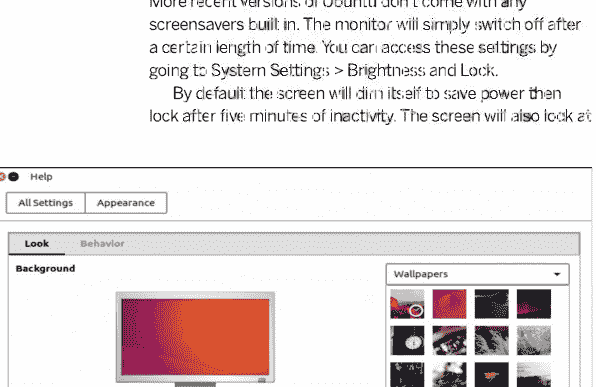 More recent versions of Ubuntu don't come with any
screensavers built in. The monitor will simply switch off after
a certain length of time. You can access these settings by
going to System Settings > Brightness and Lock.
By default the screen will dim itself to save power then
lock after five minutes of inactivity. The screen will also lock at
Help
All Settings Appearance
Look Behavior
Background
Wallpapers